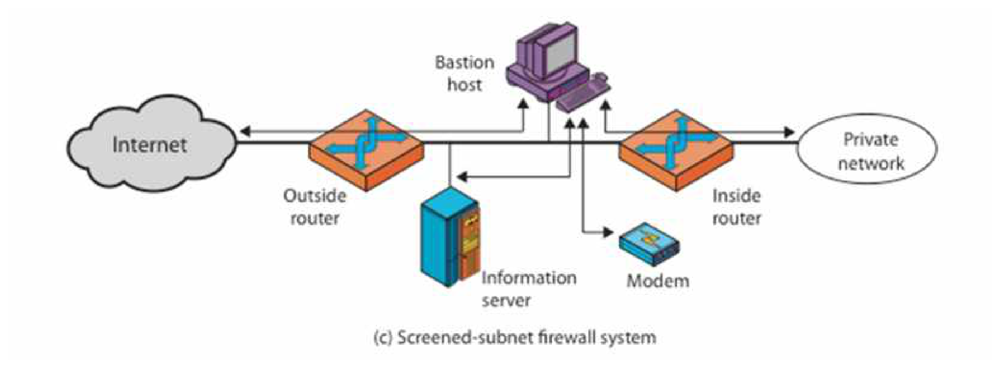 Bastion
host
Internet
Private
network
Outside
router
Inside
router
Information
server
Modem
(c) Screened-subnet firewall system